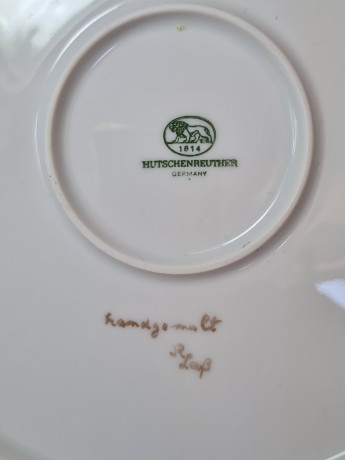 1814
HUTSCHENREUTHER
GERMANY
handgemalt